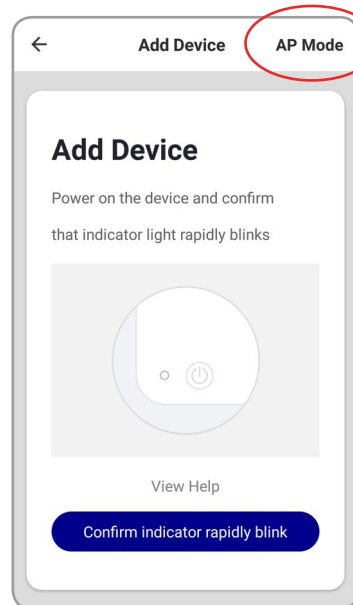 Add Device AP Mode
Add Device
Power on the device and confirm
that indicator light rapidly blinks
View Help
Confirm indicator rapidly blink